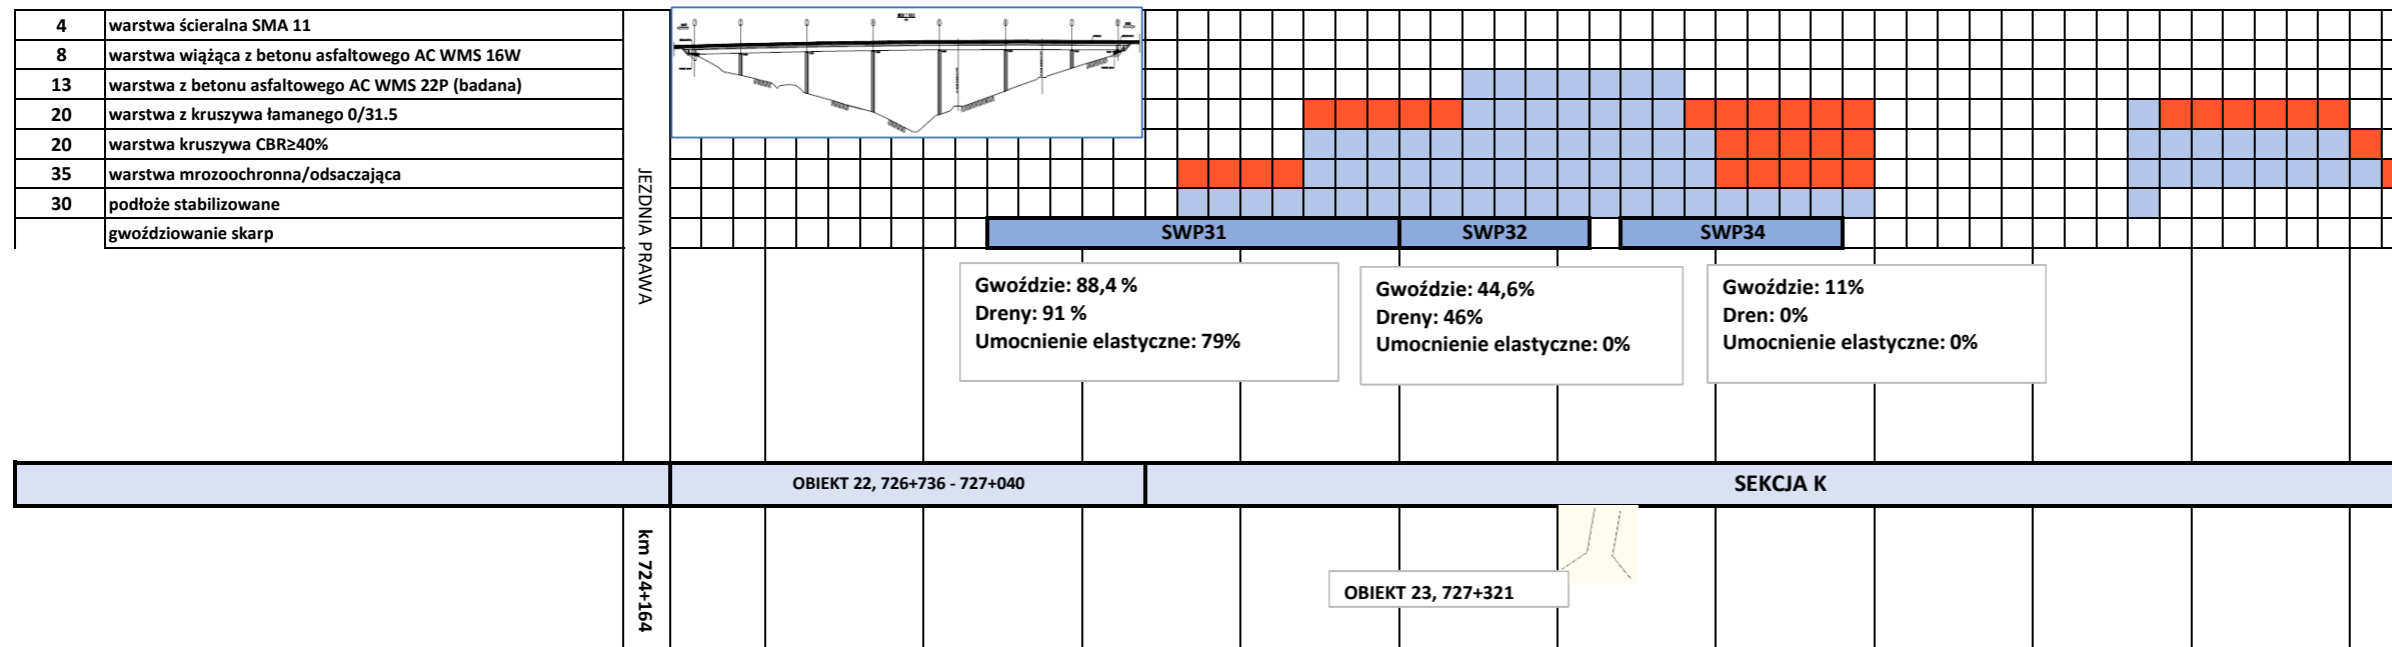 4 warstwa ścieralna SMA 11
8 warstwa wiążąca z betonu asfaltowego AC WMS 16W
13 warstwa z betonu asfaltowego AC WMS 22P (badana)
20 warstwa z kruszywa łamanego 0/31.5
20 warstwa kruszywa CBR≥40%
35 warstwa mrozoochronna/odsaczająca
30 podłoże stabilizowane
gwoździowanie skarp
JEZDNIA PRAWA
SWP31 SWP32 SWP34
Gwoździe: 88,4 %
Dreny: 91 %
Umocnienie elastyczne: 79%
Gwoździe: 44,6%
Dreny: 46%
Umocnienie elastyczne: 0%
Gwoździe: 11%
Dren: 0%
Umocnienie elastyczne: 0%
OBIEKT 22, 726+736 - 727+040 SEKCJA K
km 724+164
OBIEKT 23, 727+321